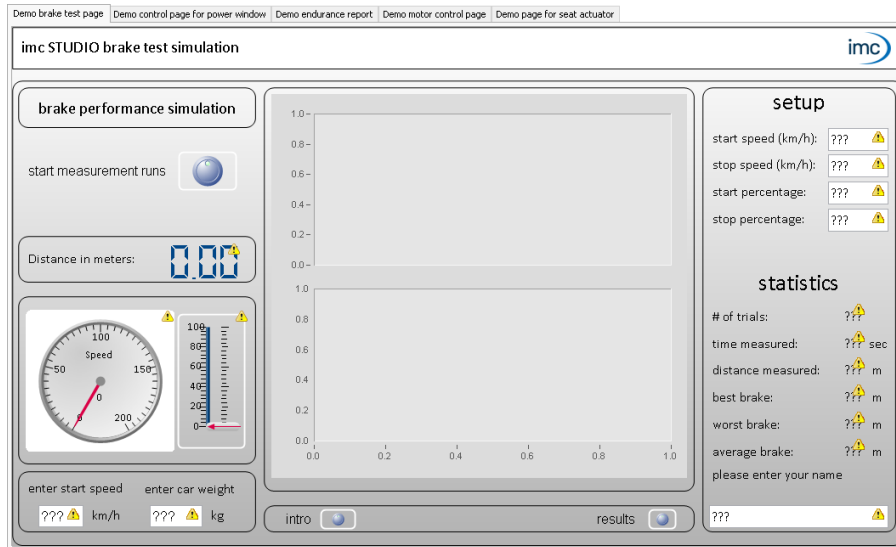 Demo brake test page Demo control page for power window Demo endurance report Demo motor control page Demo page for seat actuator
imc STUDIO brake test simulation
imc
brake performance simulation
start measurement runs
Distance in meters: 0.00
100
Speed
50 150
0
0 200
100
80
60
40
20
0
enter start speed enter car weight
??? km/h ??? kg
1.0
0.8
0.6
0.4
0.2
0.0
1.0
0.8
0.6
0.4
0.2
0.0
0.0 0.2 0.4 0.6 0.8 1.0
intro results
setup
start speed (km/h): ???
stop speed (km/h): ???
start percentage: ???
stop percentage: ???
statistics
# of trials: ???
time measured: ??? sec
distance measured: ??? m
best brake: ??? m
worst brake: ??? m
average brake: ??? m
please enter your name
???